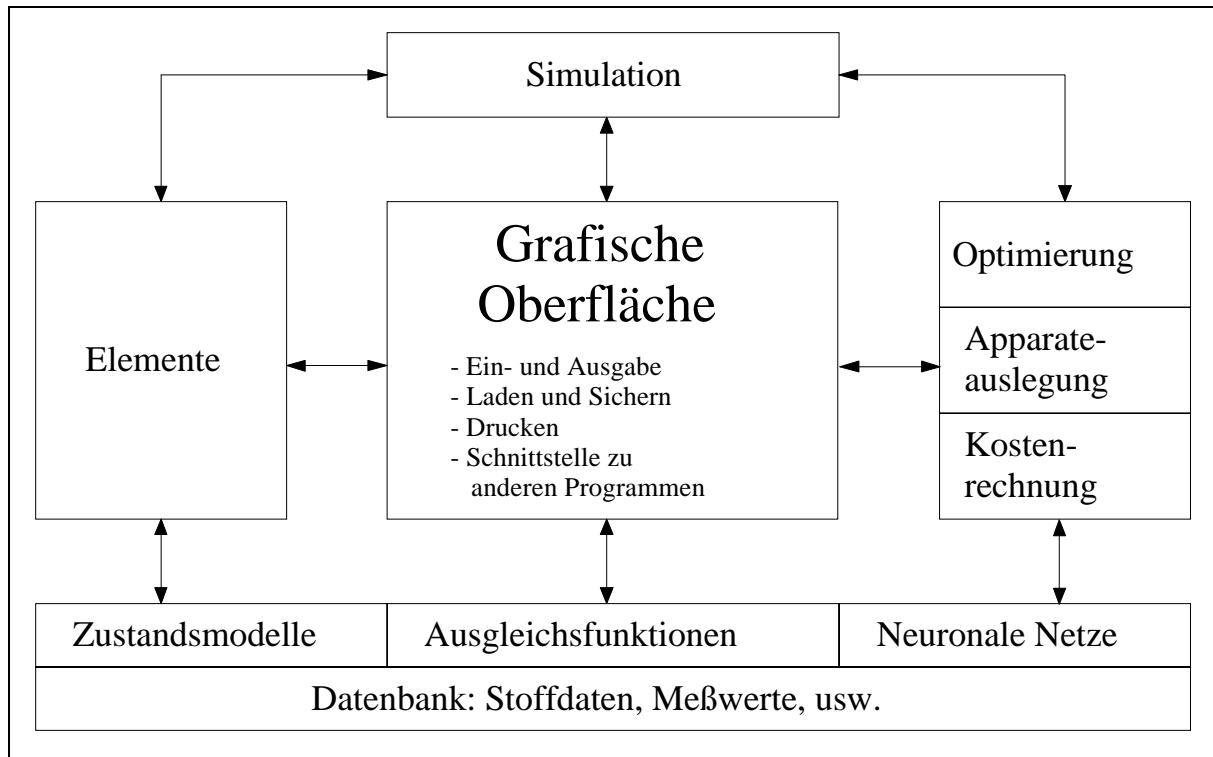 Simulation
Elemente
Grafische
Oberfläche
- Ein- und Ausgabe
- Laden und Sichern
- Drucken
- Schnittstelle zu
anderen Programmen
Optimierung
Apparate-
auslegung
Kosten-
rechnung
Zustandsmodelle
Ausgleichsfunktionen
Neuronale Netze
Datenbank: Stoffdaten, Meßwerte, usw.